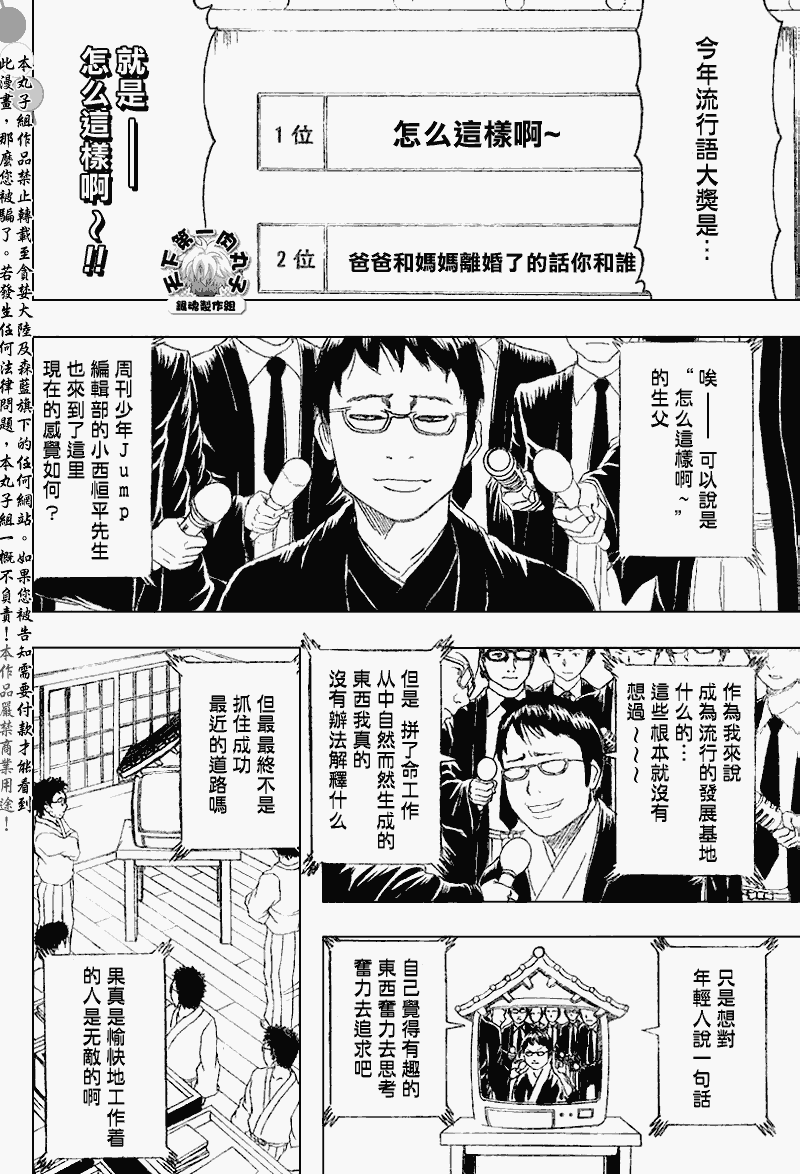 今年流行語大獎是…
1位
怎么這樣啊~
2位
爸爸和媽媽離婚了的話你和誰
就是——
怎么這樣啊~!!
天下第一肉丸子
銀魂製作組
唉—— 可以說是
“怎么這樣啊~”
的生父
周刊少年Jump
編輯部的小西恒平先生
也來到了這里
現在的感覺如何？
作為我來說
成為流行的發展基地
什么的…
這些根本就沒有
想過~~~
但是 拼了命工作
从中自然而然生成的
東西我真的
沒有辦法解釋什么
但最最終不是
抓住成功
最近的道路嗎
只是想對
年輕人說一句話
自己覺得有趣的
東西奮力去思考
奮力去追求吧
果真是愉快地工作着
的人是无敵的啊
本丸子組作品禁止轉載至貪婪大陸及森藍旗下的任何網站。如果您被告知需要付款才能看到
此漫畫，那麼您被騙了。若發生任何法律問題，本丸子組一概不負責！本作品嚴禁商業用途！